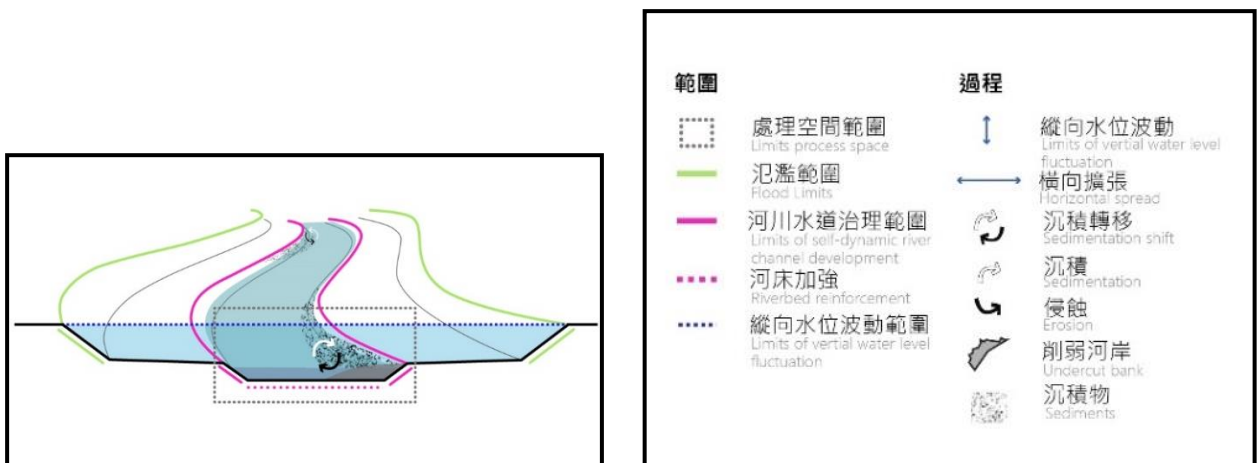 範圍
處理空間範圍
Limits process space
氾濫範圍
Flood Limits
河川水道治理範圍
Limits of self-dynamic river
channel development
河床加強
Riverbed reinforcement
縱向水位波動範圍
Limits of vertial water level
fluctuation
過程
縱向水位波動
Limits of vertial water level
fluctuation
橫向擴張
Horizontal spread
沉積轉移
Sedimentation shift
沉積
Sedimentation
侵蝕
Erosion
削弱河岸
Undercut bank
沉積物
Sediments